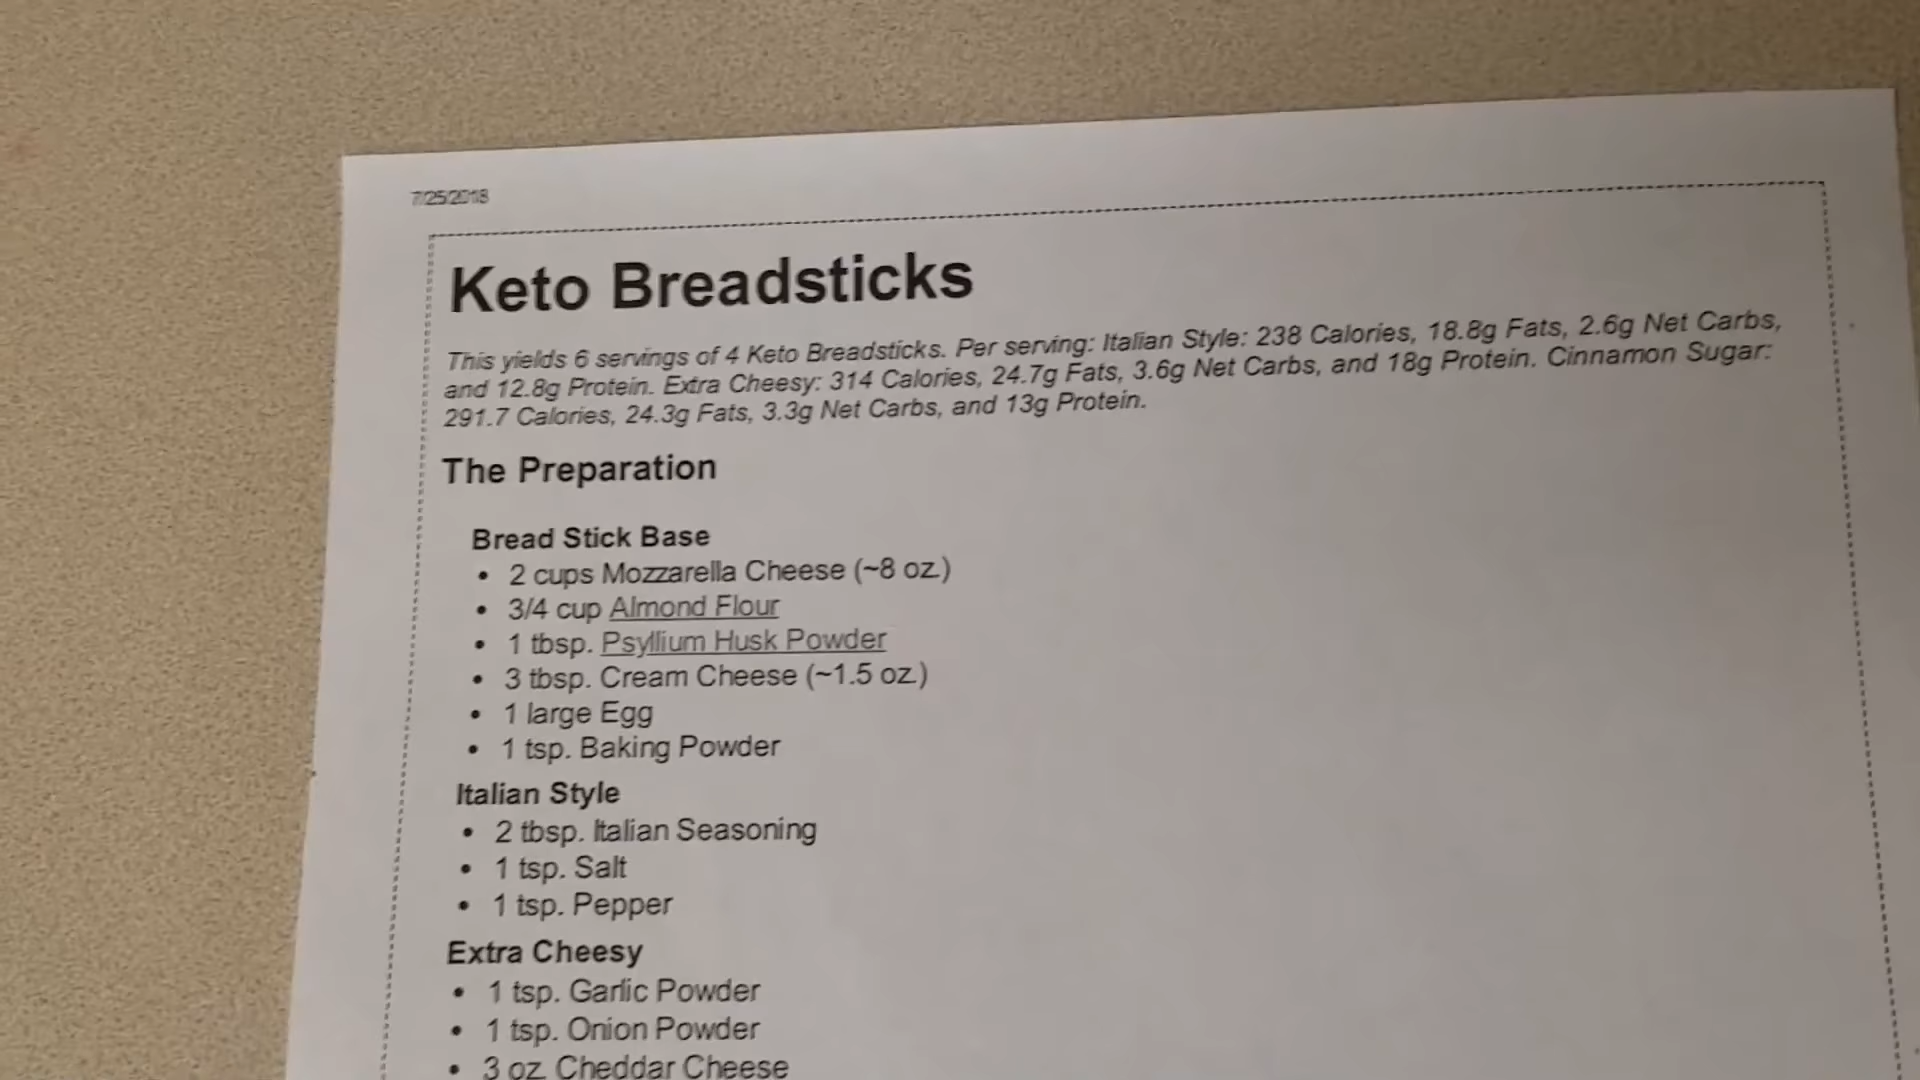 7/25/2018
Keto Breadsticks
This yields 6 servings of 4 Keto Breadsticks. Per serving: Italian Style: 238 Calories, 18.8g Fats, 2.6g Net Carbs,
and 12.8g Protein. Extra Cheesy: 314 Calories, 24.7g Fats, 3.6g Net Carbs, and 18g Protein. Cinnamon Sugar:
291.7 Calories, 24.3g Fats, 3.3g Net Carbs, and 13g Protein.
The Preparation
Bread Stick Base
• 2 cups Mozzarella Cheese (~8 oz.)
• 3/4 cup Almond Flour
• 1 tbsp. Psyllium Husk Powder
• 3 tbsp. Cream Cheese (~1.5 oz.)
• 1 large Egg
• 1 tsp. Baking Powder
Italian Style
• 2 tbsp. Italian Seasoning
• 1 tsp. Salt
• 1 tsp. Pepper
Extra Cheesy
• 1 tsp. Garlic Powder
• 1 tsp. Onion Powder
• 3 oz. Cheddar Cheese